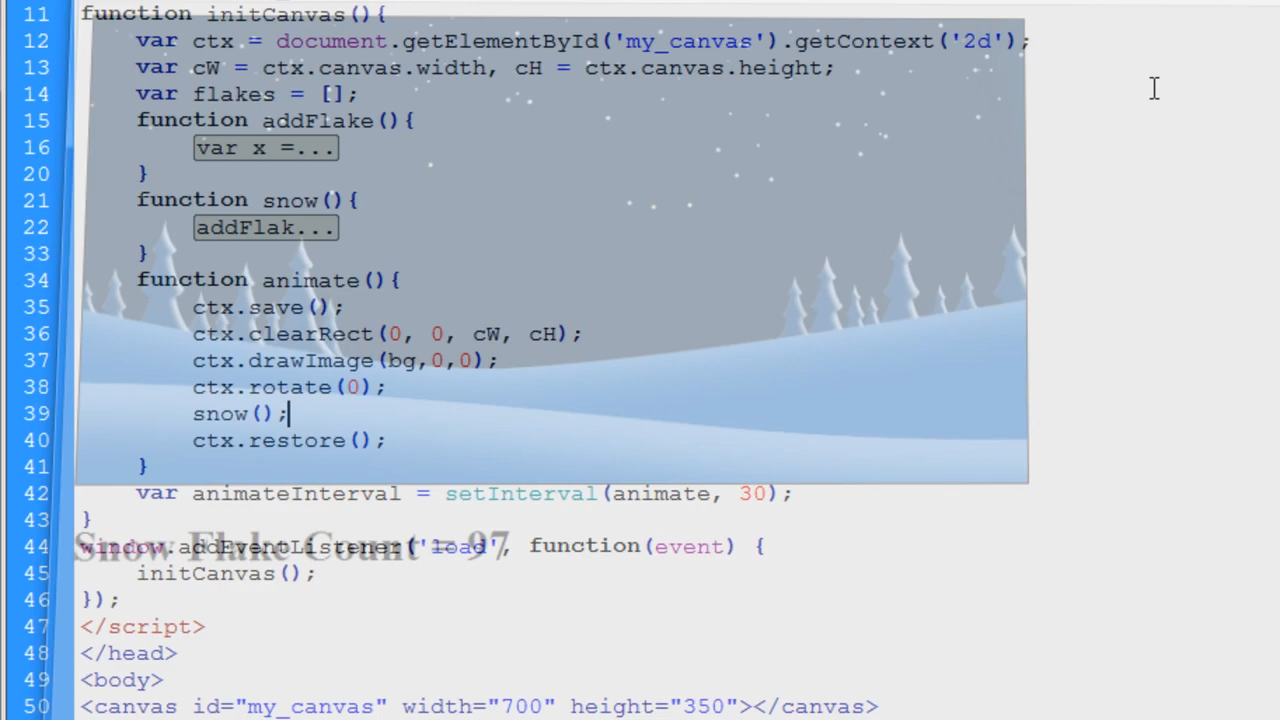 11 function initCanvas(){
12 var ctx = document.getElementById('my_canvas').getContext('2d');
13 var cW = ctx.canvas.width, cH = ctx.canvas.height;
14 var flakes = [];
15 function addFlake(){
16 var x =...
20 }
21 function snow(){
22 addFlak...
33 }
34 function animate(){
35 ctx.save();
36 ctx.clearRect(0, 0, cW, cH);
37 ctx.drawImage(bg,0,0);
38 ctx.rotate(0);
39 snow();
40 ctx.restore();
41 }
42 var animateInterval = setInterval(animate, 30);
43 }
Snow Flake Count = 97
44 window.addEventListener('load', function(event) {
45 initCanvas();
46 });
47 </script>
48 </head>
49 <body>
50 <canvas id="my_canvas" width="700" height="350"></canvas>